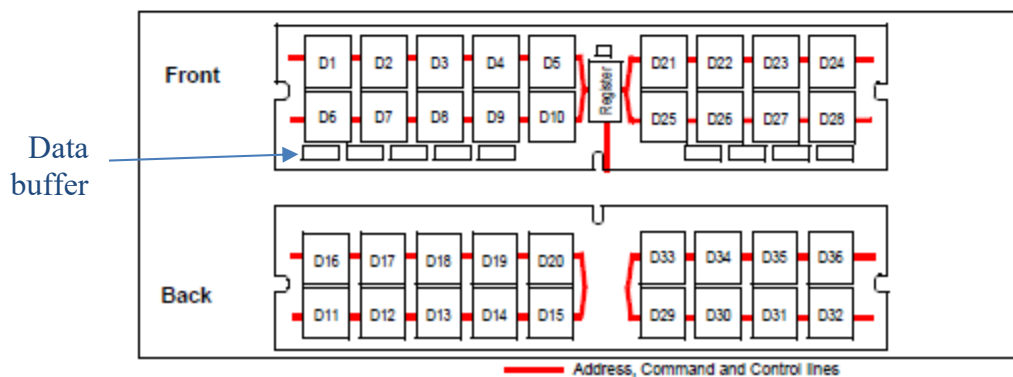 Front
Data
buffer
D1 D2 D3 D4 D5 D21 D22 D23 D24
Register
D6 D7 D8 D9 D10 D25 D26 D27 D28
Back
D16 D17 D18 D19 D20 D33 D34 D35 D36
D11 D12 D13 D14 D15 D29 D30 D31 D32
Address, Command and Control lines